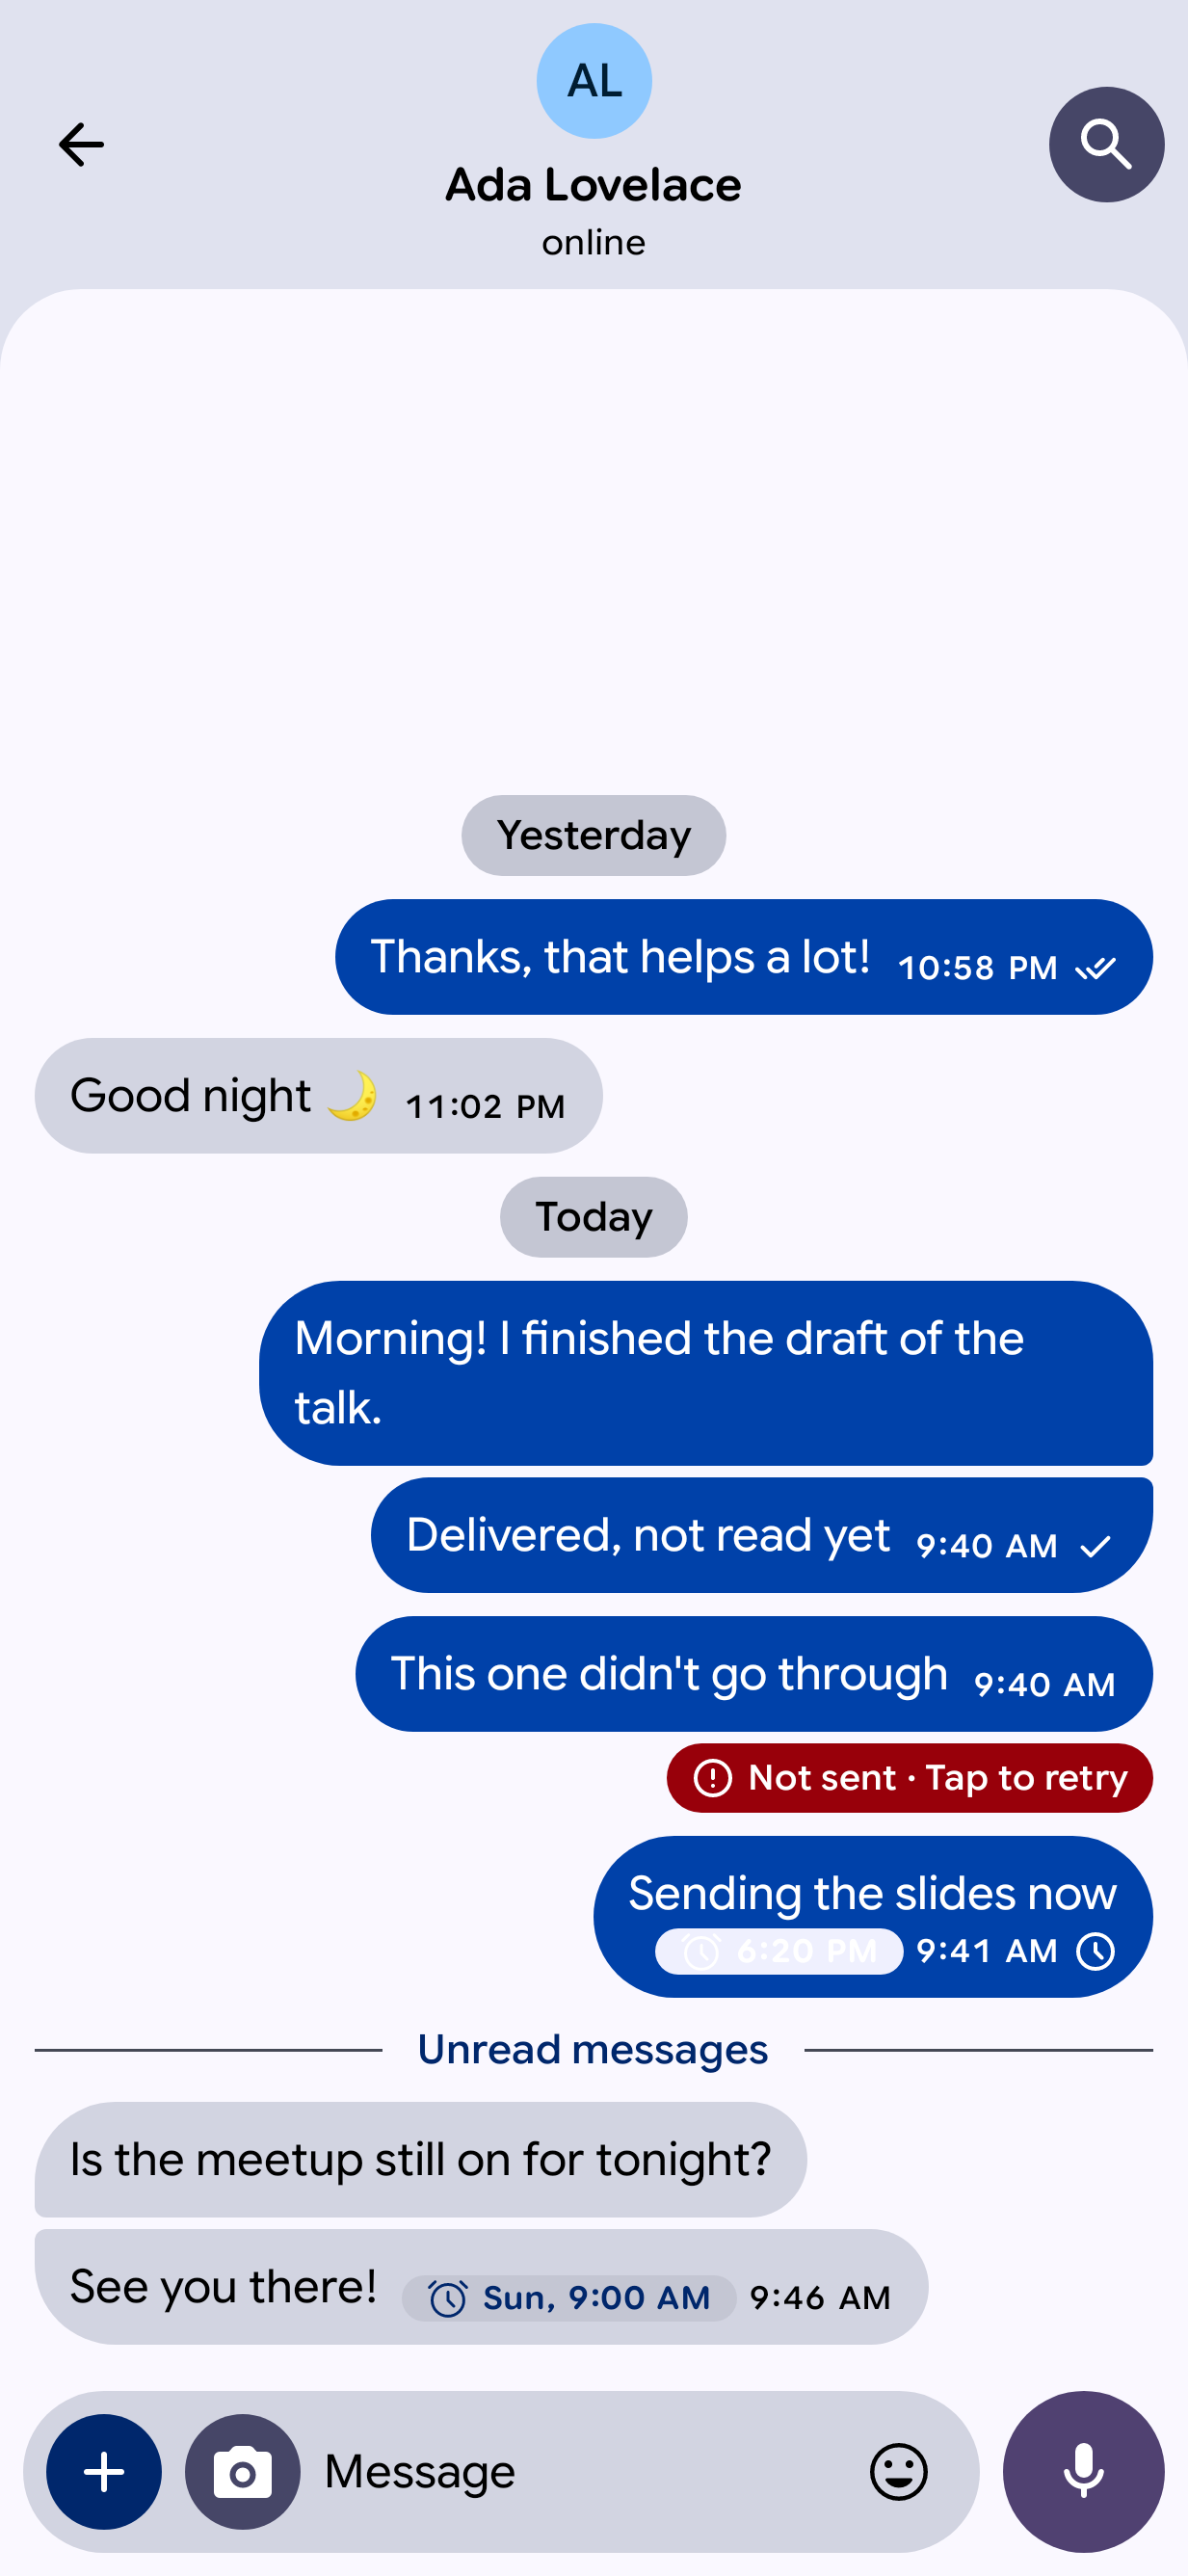 AL
Ada Lovelace
online
Yesterday
Thanks, that helps a lot! 10:58 PM
Good night 🌙 11:02 PM
Today
Morning! I finished the draft of the
talk.
Delivered, not read yet 9:40 AM
This one didn't go through 9:40 AM
Not sent · Tap to retry
Sending the slides now
6:20 PM 9:41 AM
Unread messages
Is the meetup still on for tonight?
See you there! Sun, 9:00 AM 9:46 AM
Message